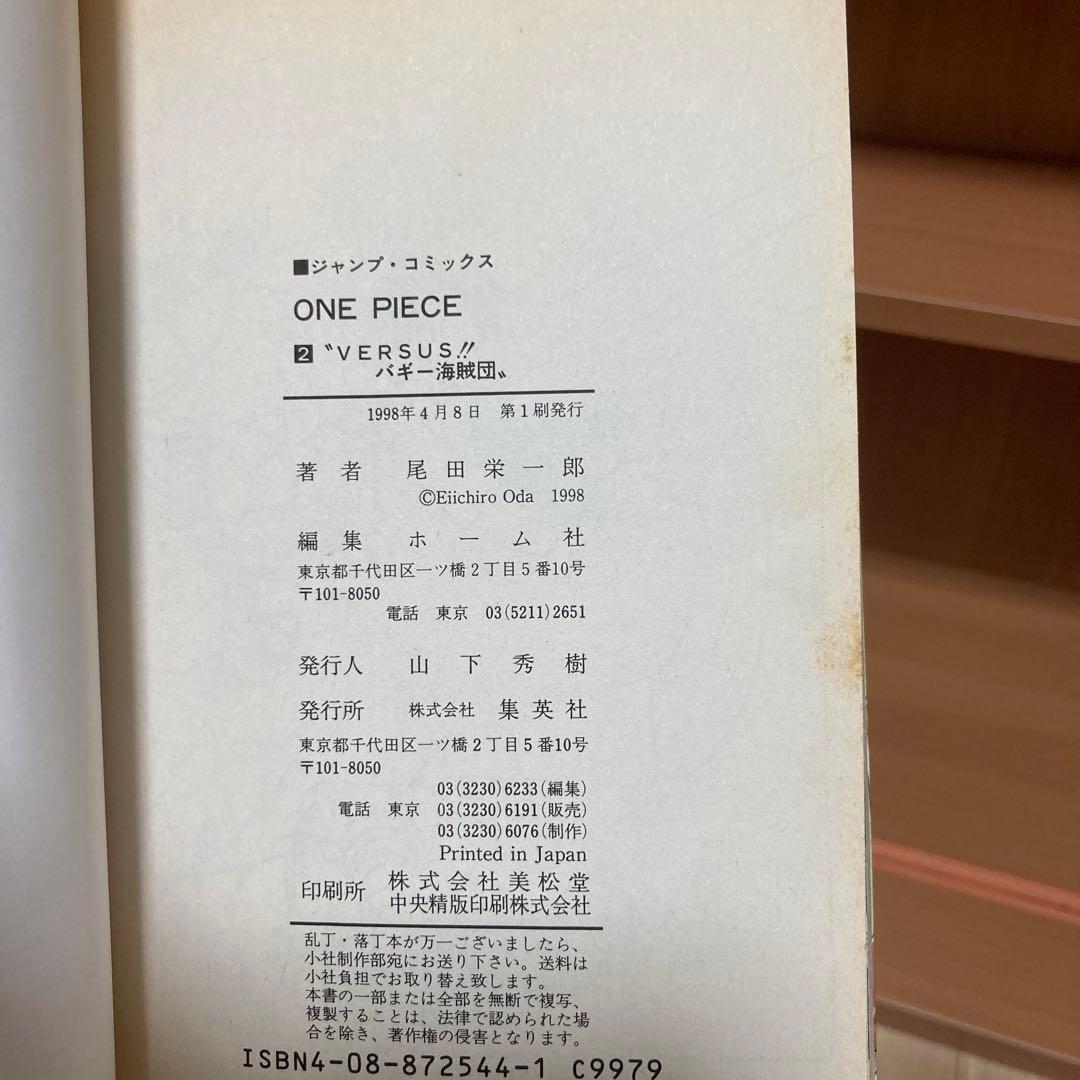 ■ジャンプ・コミックス
ONE PIECE
2 〝VERSUS!!
バギー海賊団〟
1998年4月8日 第1刷発行
著者 尾田栄一郎
©Eiichiro Oda 1998
編集 ホーム社
東京都千代田区一ツ橋2丁目5番10号
〒101-8050
電話 東京 03(5211)2651
発行人 山下秀樹
発行所 株式会社 集英社
東京都千代田区一ツ橋2丁目5番10号
〒101-8050
03(3230)6233(編集)
電話 東京 03(3230)6191(販売)
03(3230)6076(制作)
Printed in Japan
印刷所 株式会社美松堂
中央精版印刷株式会社
乱丁・落丁本が万一ございましたら、
小社制作部宛にお送り下さい。送料は
小社負担でお取り替え致します。
本書の一部または全部を無断で複写、
複製することは、法律で認められた場
合を除き、著作権の侵害となります。
ISBN4-08-872544-1 C9979